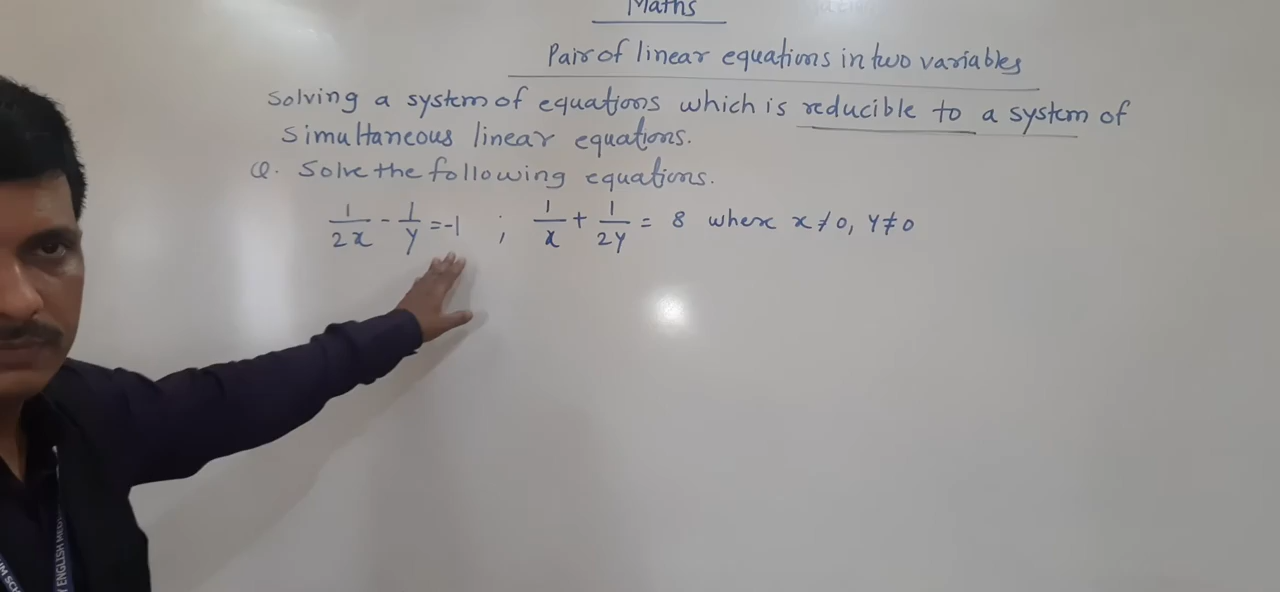 Maths
Pair of linear equations in two variables
Solving a system of equations which is reducible to a system of
simultaneous linear equations.
Q. Solve the following equations.
1/2x - 1/y = -1 ; 1/x + 1/2y = 8 where x ≠ 0, y ≠ 0
ENGLISH